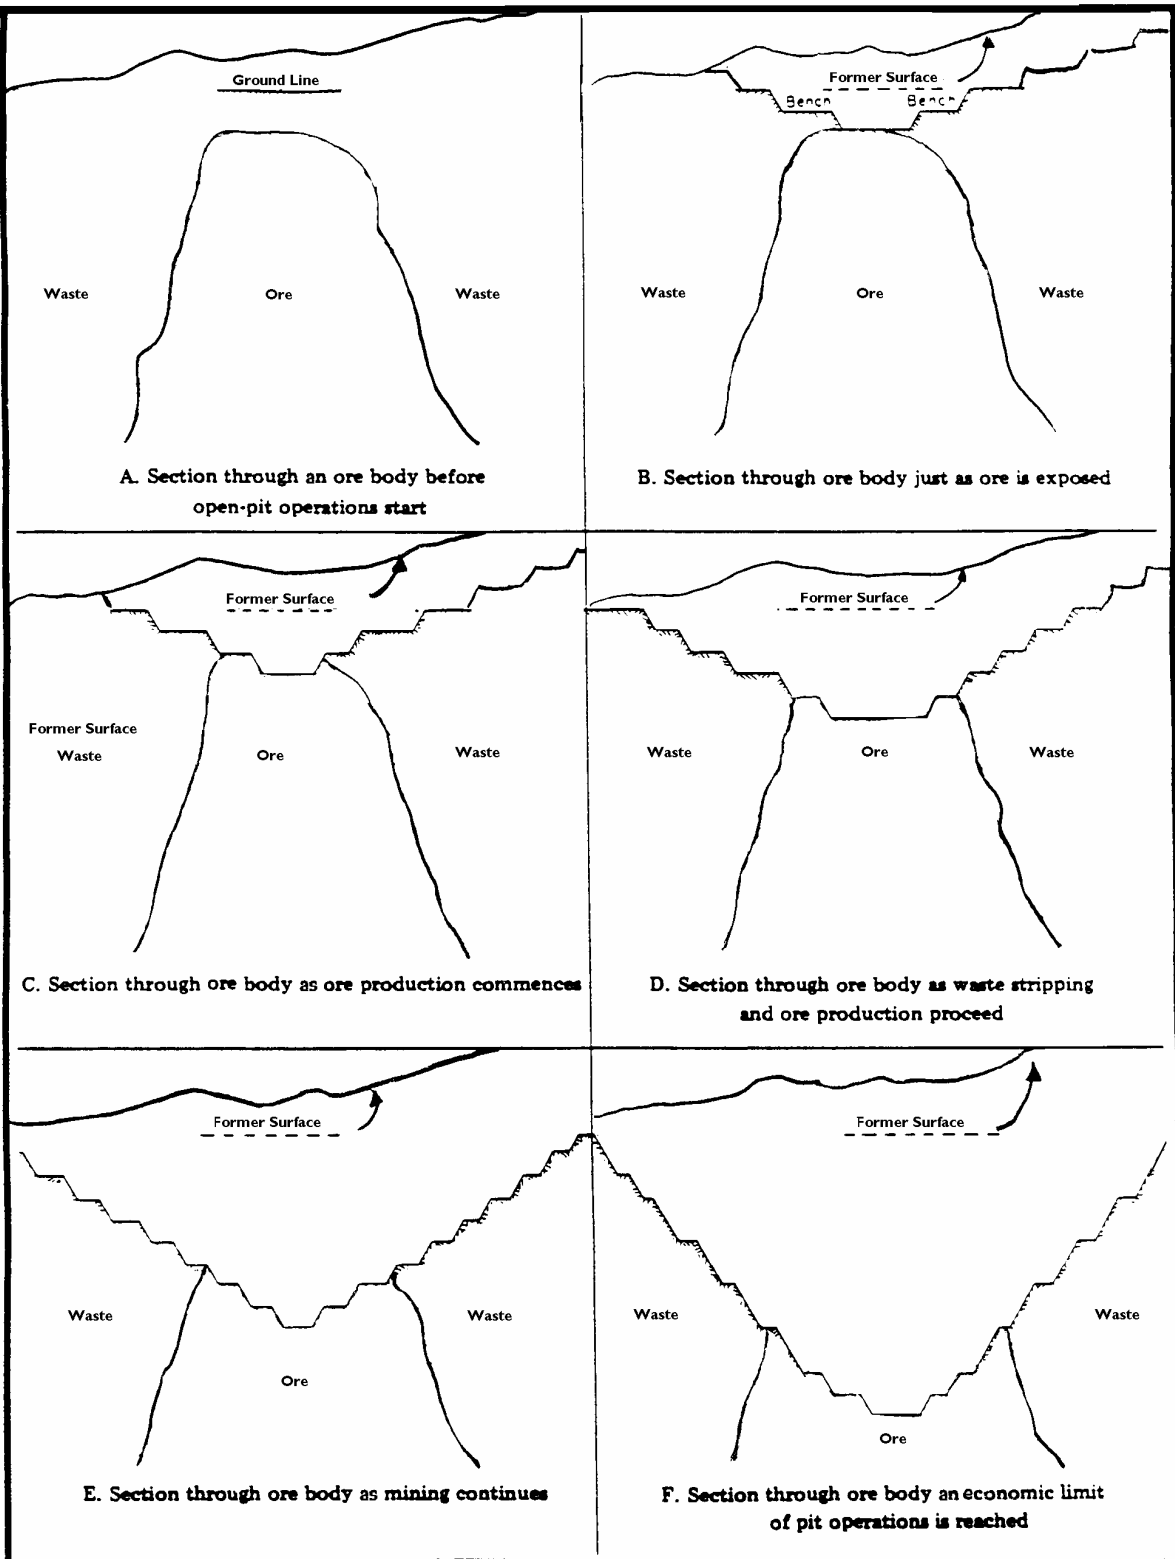 Ground Line
Waste
Ore
Waste
A. Section through an ore body before
open-pit operations start
Former Surface
Bench
Bench
Waste
Ore
Waste
B. Section through ore body just as ore is exposed
Former Surface
Former Surface
Waste
Ore
Waste
C. Section through ore body as ore production commences
Former Surface
Waste
Ore
Waste
D. Section through ore body as waste stripping
and ore production proceed
Former Surface
Waste
Waste
Ore
E. Section through ore body as mining continues
Former Surface
Waste
Waste
Ore
F. Section through ore body an economic limit
of pit operations is reached